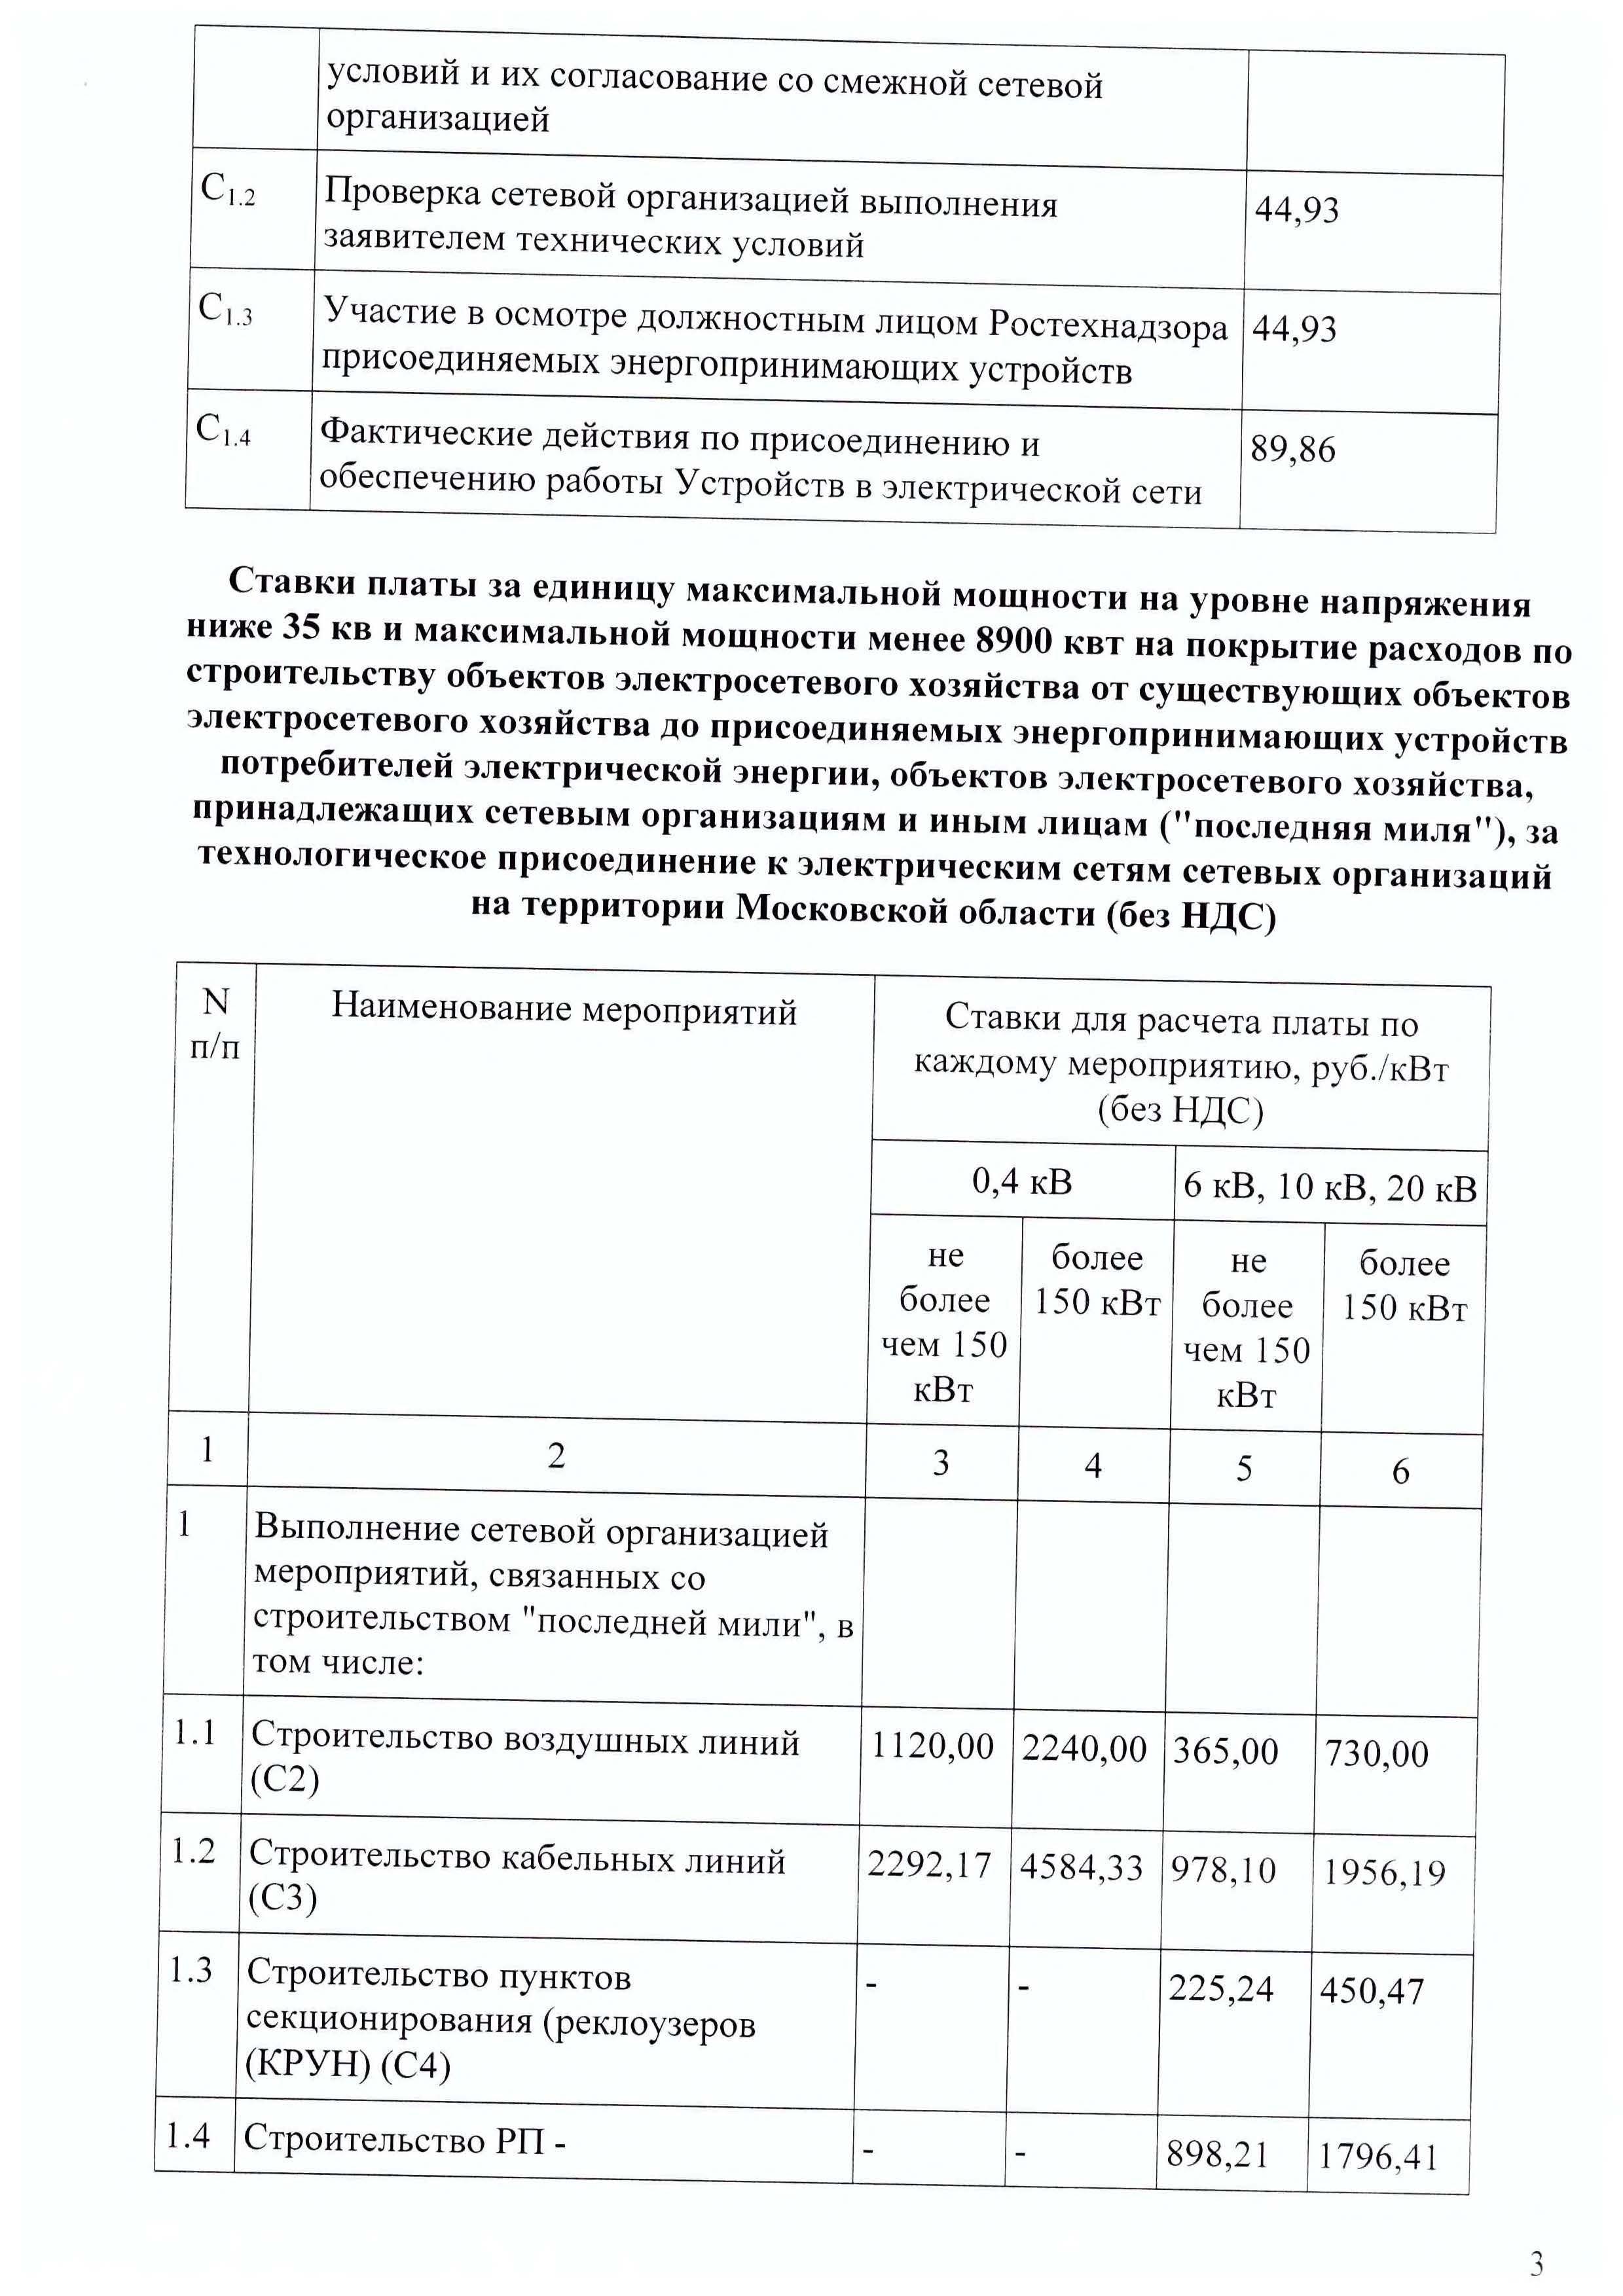 условий и их согласование со смежной сетевой
организацией
С1.2 Проверка сетевой организацией выполнения 44,93
заявителем технических условий
С1.3 Участие в осмотре должностным лицом Ростехнадзора 44,93
присоединяемых энергопринимающих устройств
С1.4 Фактические действия по присоединению и 89,86
обеспечению работы Устройств в электрической сети
Ставки платы за единицу максимальной мощности на уровне напряжения
ниже 35 кв и максимальной мощности менее 8900 квт на покрытие расходов по
строительству объектов электросетевого хозяйства от существующих объектов
электросетевого хозяйства до присоединяемых энергопринимающих устройств
потребителей электрической энергии, объектов электросетевого хозяйства,
принадлежащих сетевым организациям и иным лицам ("последняя миля"), за
технологическое присоединение к электрическим сетям сетевых организаций
на территории Московской области (без НДС)
N
п/п
Наименование мероприятий
Ставки для расчета платы по
каждому мероприятию, руб./кВт
(без НДС)
0,4 кВ
6 кВ, 10 кВ, 20 кВ
не
более
чем 150
кВт
более
150 кВт
не
более
чем 150
кВт
более
150 кВт
1 2 3 4 5 6
1 Выполнение сетевой организацией
мероприятий, связанных со
строительством "последней мили", в
том числе:
1.1 Строительство воздушных линий 1120,00 2240,00 365,00 730,00
(С2)
1.2 Строительство кабельных линий 2292,17 4584,33 978,10 1956,19
(С3)
1.3 Строительство пунктов - - 225,24 450,47
секционирования (реклоузеров
(КРУН) (С4)
1.4 Строительство РП - - - 898,21 1796,41
3